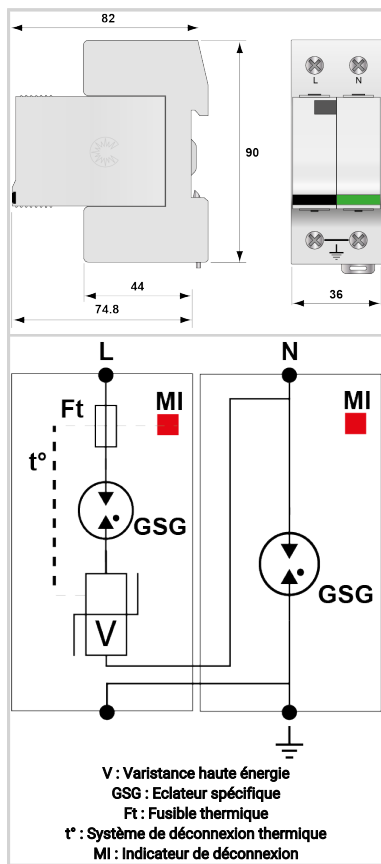 82
L N
90
44
74.8
36
L N
Ft MI MI
t°
GSG
GSG
V
V : Varistance haute énergie
GSG : Eclateur spécifique
Ft : Fusible thermique
t° : Système de déconnexion thermique
MI : Indicateur de déconnexion